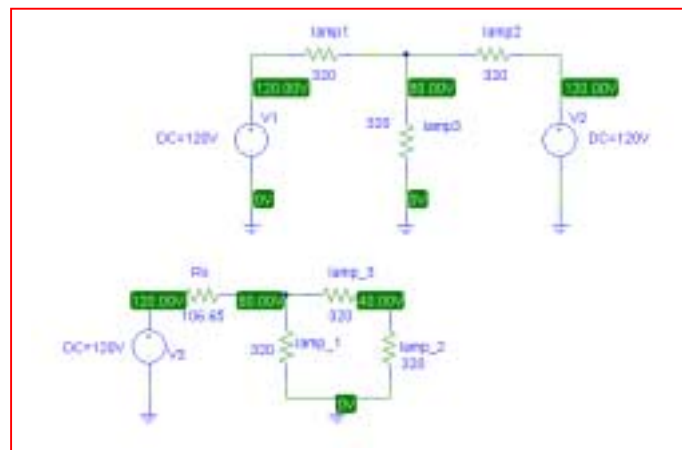 lamp1
lamp2
320
320
120.00V
80.00V
120.00V
V1
320
lamp3
V2
DC=120V
DC=120V
0V
0V
Rs
lamp_3
120.00V
80.00V
40.00V
106.65
320
DC=120V
320
lamp_1
lamp_2
320
0V